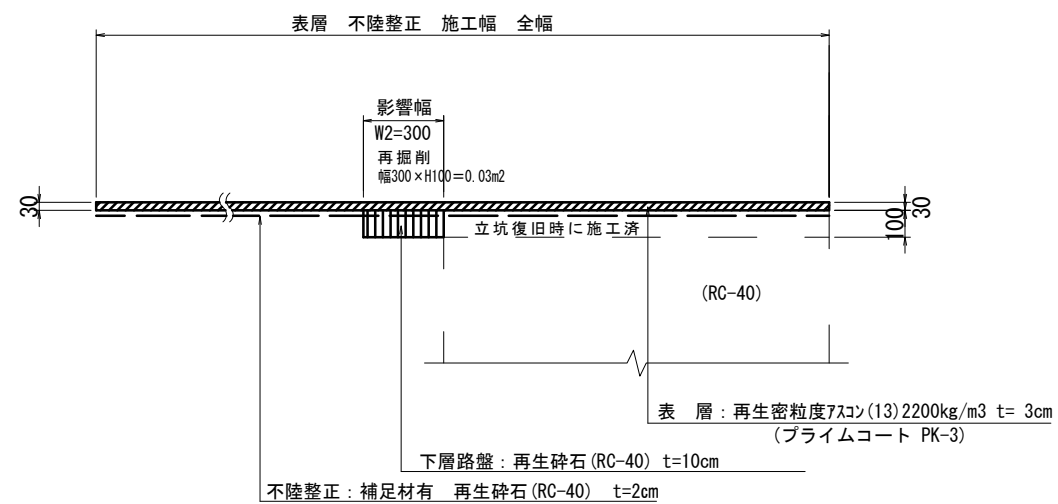 表層 不陸整正 施工幅 全幅
影響幅
W2=300
再掘削
幅300×H100=0.03m2
30
30
100
立坑復旧時に施工済
(RC-40)
表 層：再生密粒度アスコン(13)2200kg/m3 t= 3cm
(プライムコート PK-3)
下層路盤：再生砕石(RC-40) t=10cm
不陸整正：補足材有 再生砕石(RC-40) t=2cm